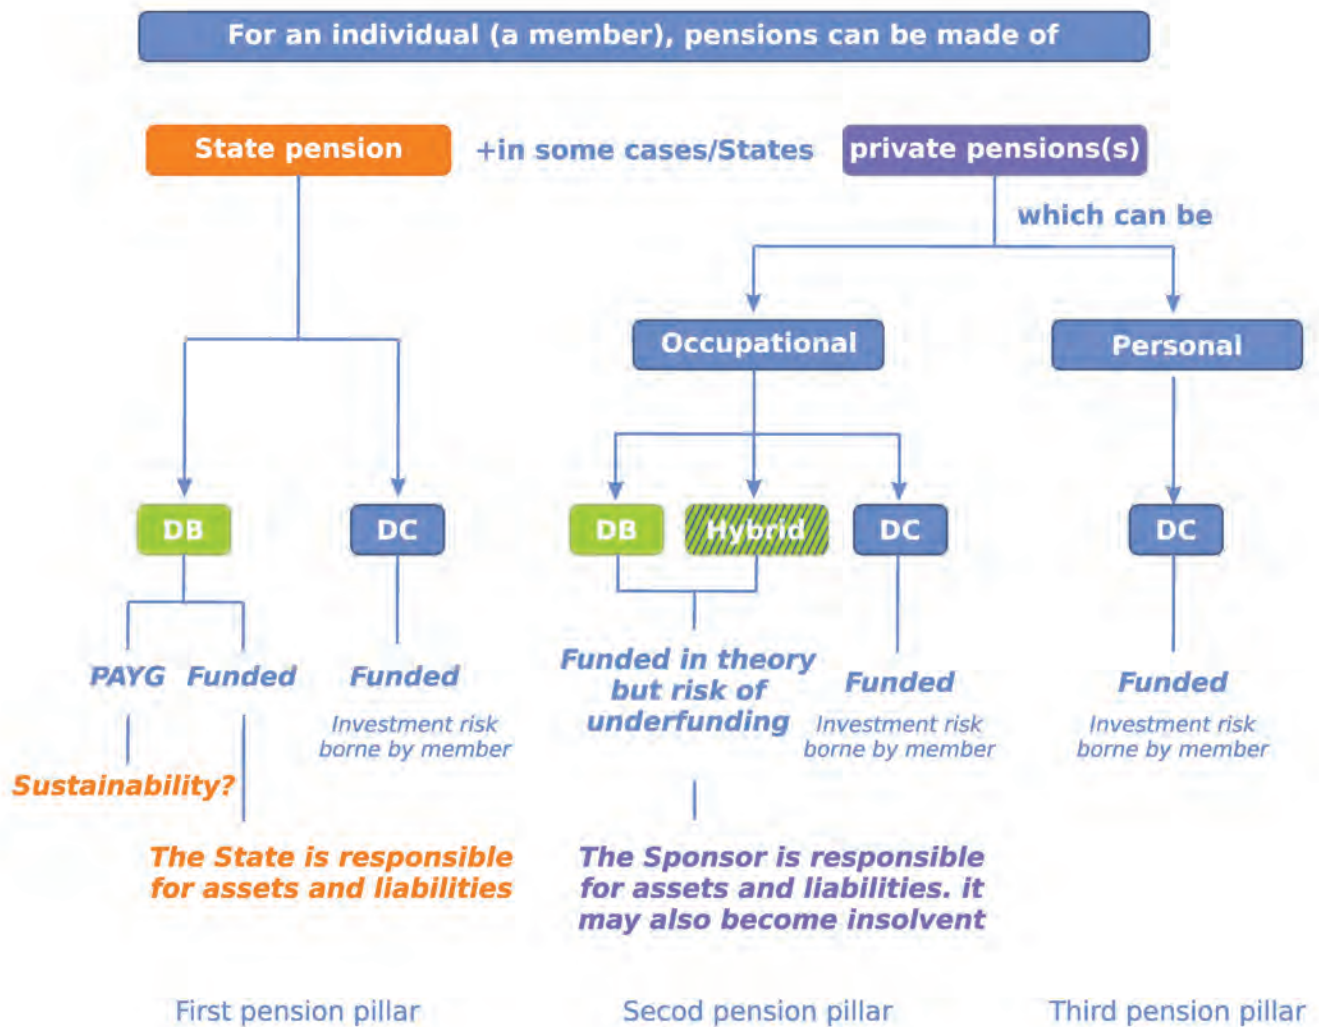 For an individual (a member), pensions can be made of
State pension
+in some cases/States
private pensions(s)
which can be
Occupational
Personal
DB
DC
DB
Hybrid
DC
DC
PAYG
Funded
Funded
Investment risk
borne by member
Funded in theory
but risk of
underfunding
Funded
Investment risk
borne by member
Funded
Investment risk
borne by member
Sustainability?
The State is responsible
for assets and liabilities
The Sponsor is responsible
for assets and liabilities. it
may also become insolvent
First pension pillar
Secod pension pillar
Third pension pillar